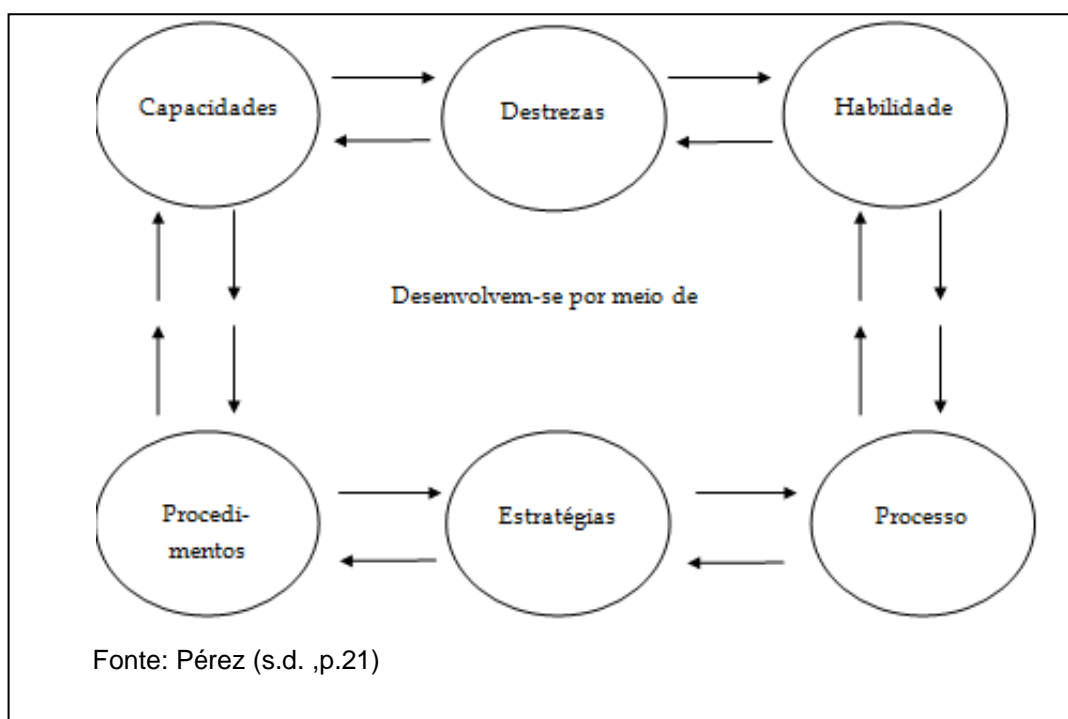 Capacidades
Destrezas
Habilidade
Desenvolvem-se por meio de
Procedi-
mentos
Estratégias
Processo
Fonte: Pérez (s.d. ,p.21)